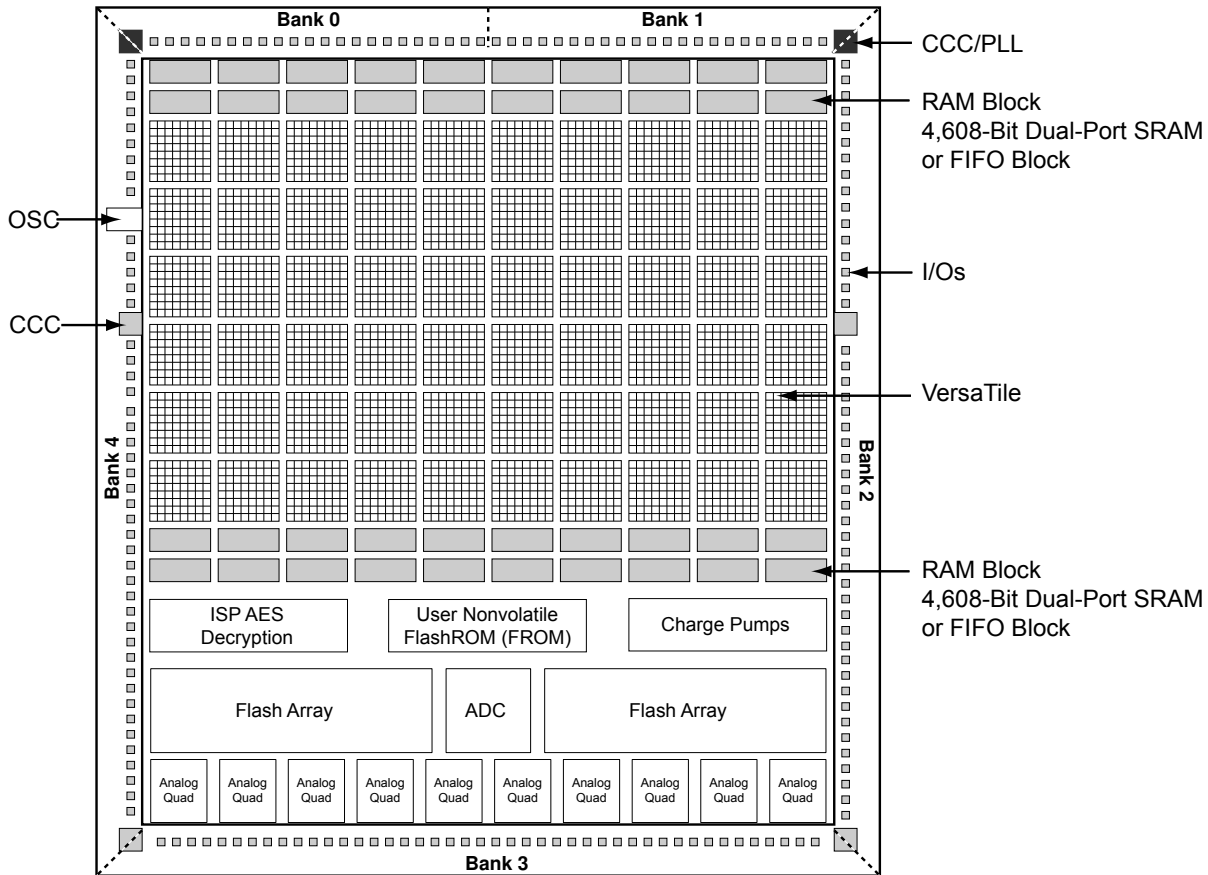 Bank 0
Bank 1
CCC/PLL
RAM Block
4,608-Bit Dual-Port SRAM
or FIFO Block
OSC
I/Os
CCC
VersaTile
Bank 4
Bank 2
RAM Block
4,608-Bit Dual-Port SRAM
or FIFO Block
ISP AES
Decryption
User Nonvolatile
FlashROM (FROM)
Charge Pumps
Flash Array
ADC
Flash Array
Analog
Quad
Analog
Quad
Analog
Quad
Analog
Quad
Analog
Quad
Analog
Quad
Analog
Quad
Analog
Quad
Analog
Quad
Analog
Quad
Bank 3